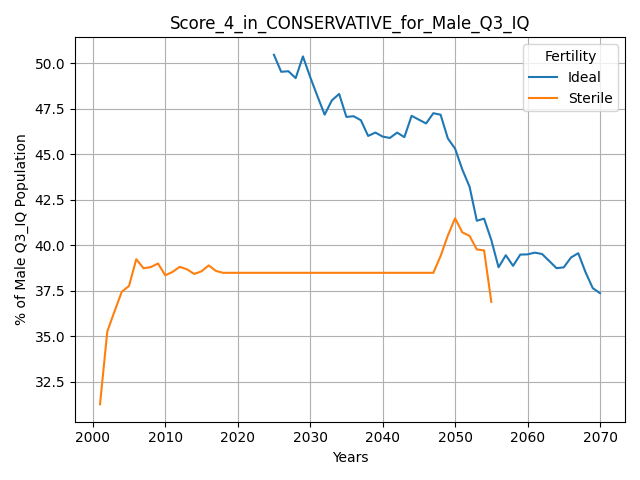 Score_4_in_CONSERVATIVE_for_Male_Q3_IQ
Fertility
Ideal
Sterile
% of Male Q3_IQ Population
50.0
47.5
45.0
42.5
40.0
37.5
35.0
32.5
2000 2010 2020 2030 2040 2050 2060 2070
Years